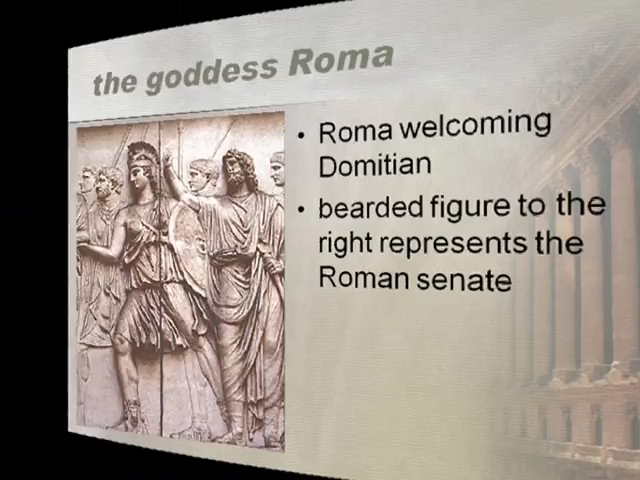 the goddess Roma
• Roma welcoming
Domitian
• bearded figure to the
right represents the
Roman senate